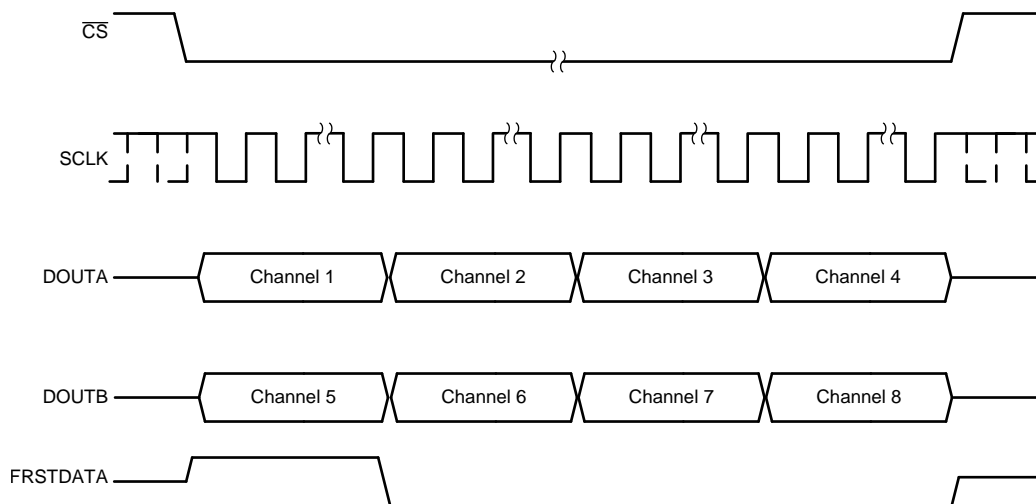 C̅S̅
SCLK
DOUTA
Channel 1
Channel 2
Channel 3
Channel 4
DOUTB
Channel 5
Channel 6
Channel 7
Channel 8
FRSTDATA